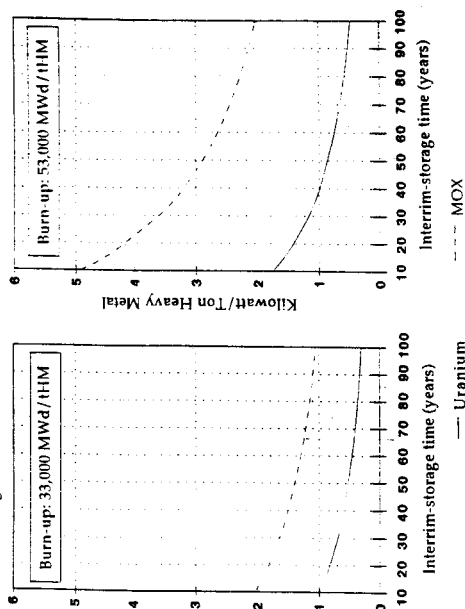 Burn-up: 33,000 MWd/tHM
6
5
4
3
2
1
0
10 20 30 40 50 60 70 80 90 100
Interrim-storage time (years)
Burn-up: 53,000 MWd/tHM
Kilowatt/Ton Heavy Metal
6
5
4
3
2
1
0
10 20 30 40 50 60 70 80 90 100
Interrim-storage time (years)
— Uranium
--- MOX